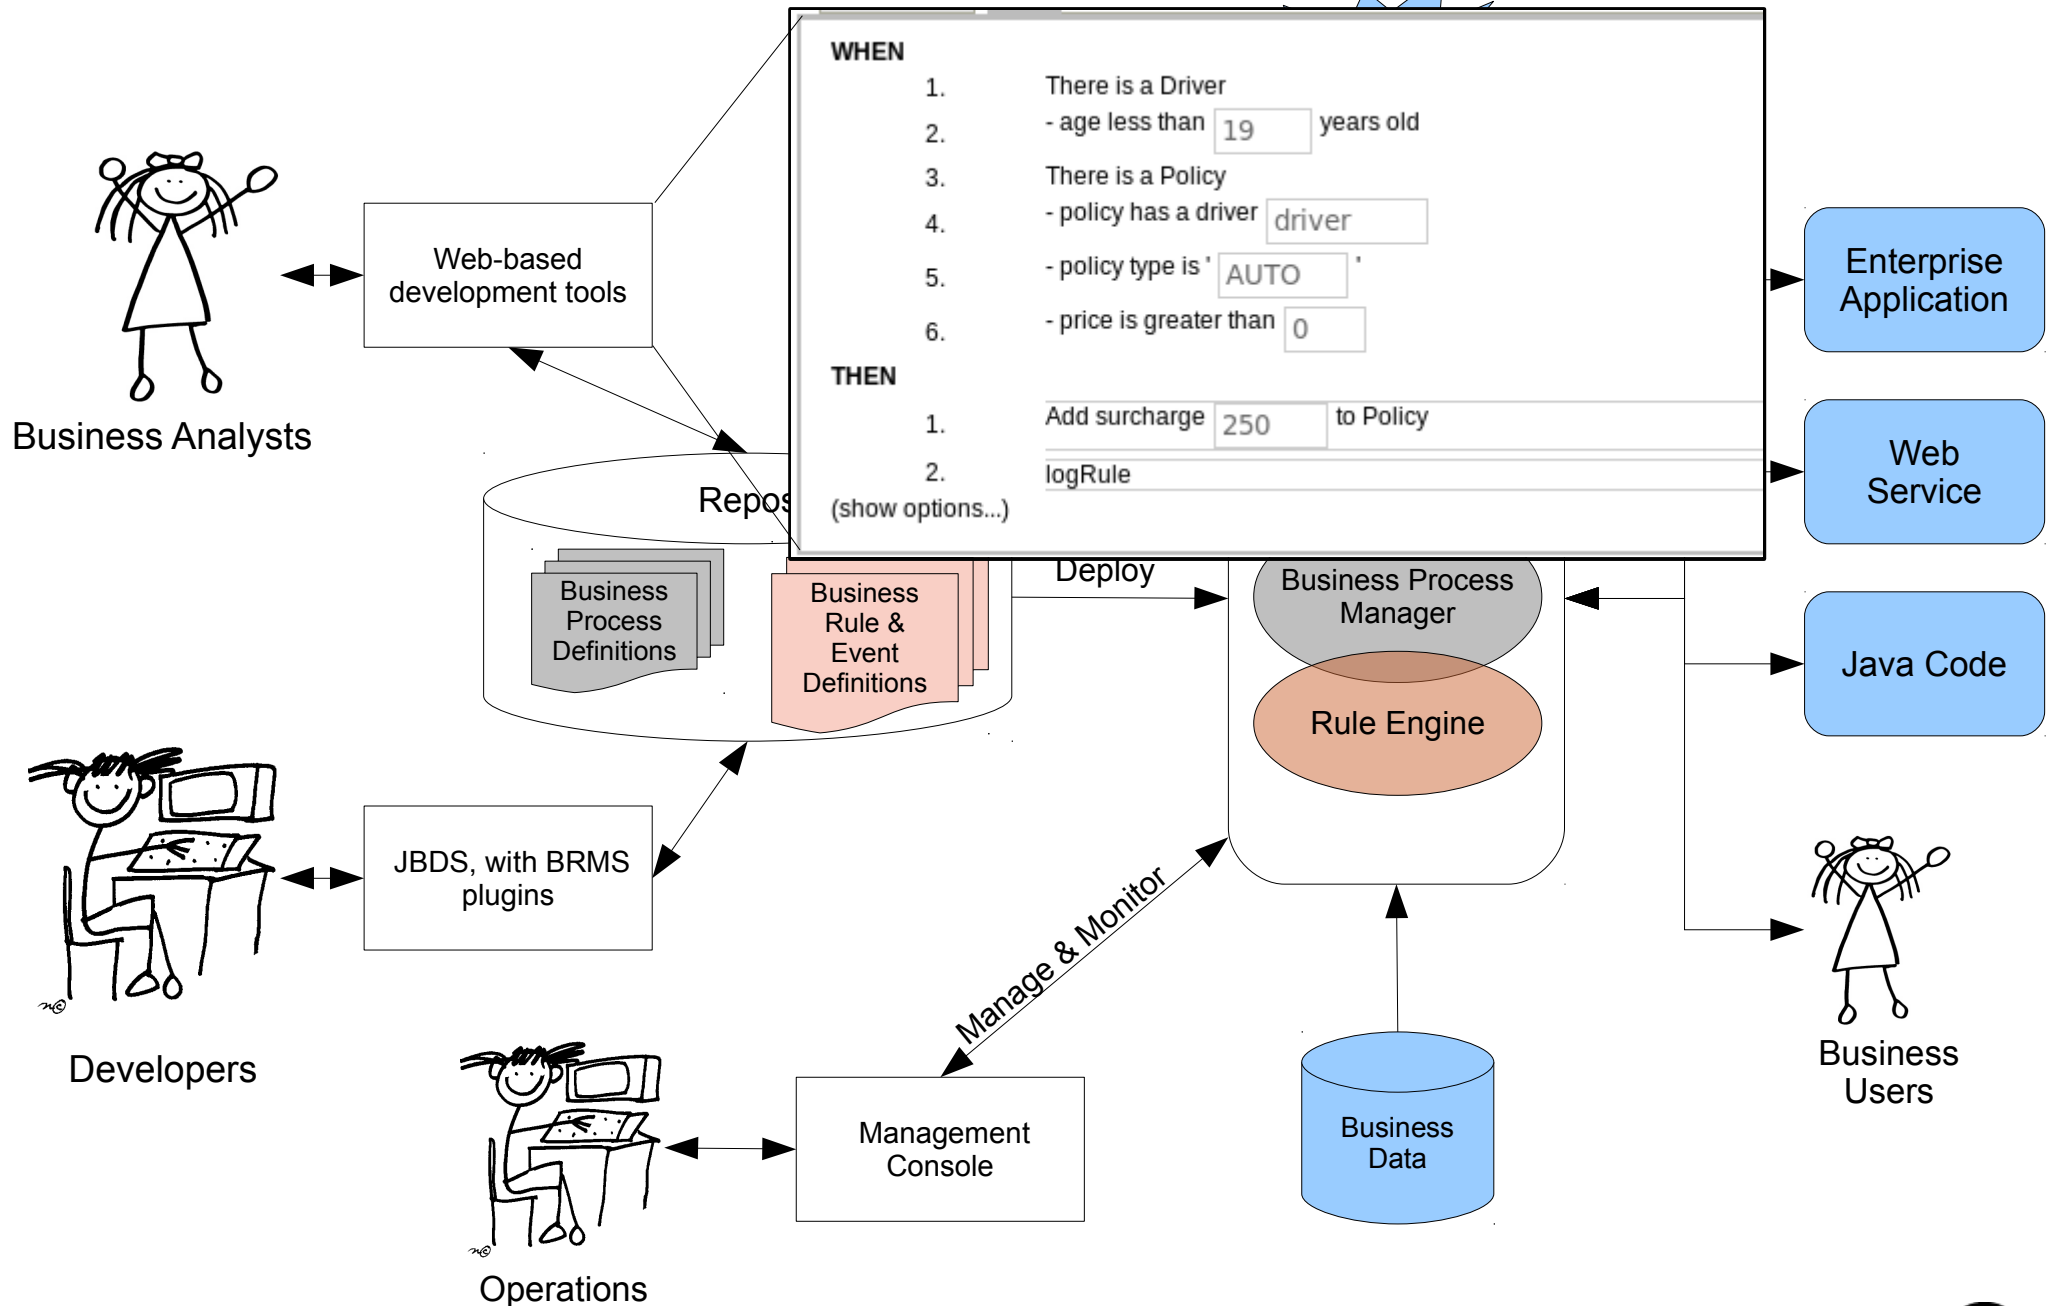 WHEN
1. There is a Driver
2. - age less than 19 years old
3. There is a Policy
4. - policy has a driver driver
5. - policy type is ' AUTO '
6. - price is greater than 0
THEN
1. Add surcharge 250 to Policy
2. logRule
(show options...)
Web-based
development tools
Business Analysts
Enterprise
Application
Web
Service
Java Code
Business
Process
Definitions
Business
Rule &
Event
Definitions
Deploy
Business Process
Manager
Rule Engine
JBDS, with BRMS
plugins
Developers
Manage & Monitor
Management
Console
Operations
Business
Data
Business
Users